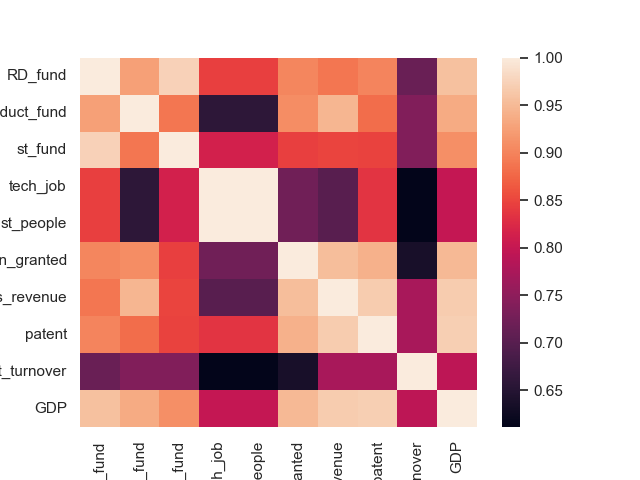 RD_fund
duct_fund
st_fund
tech_job
st_people
n_granted
s_revenue
patent
t_turnover
GDP
_fund
_fund
_fund
h_job
eople
anted
venue
patent
nover
GDP
1.00
0.95
0.90
0.85
0.80
0.75
0.70
0.65